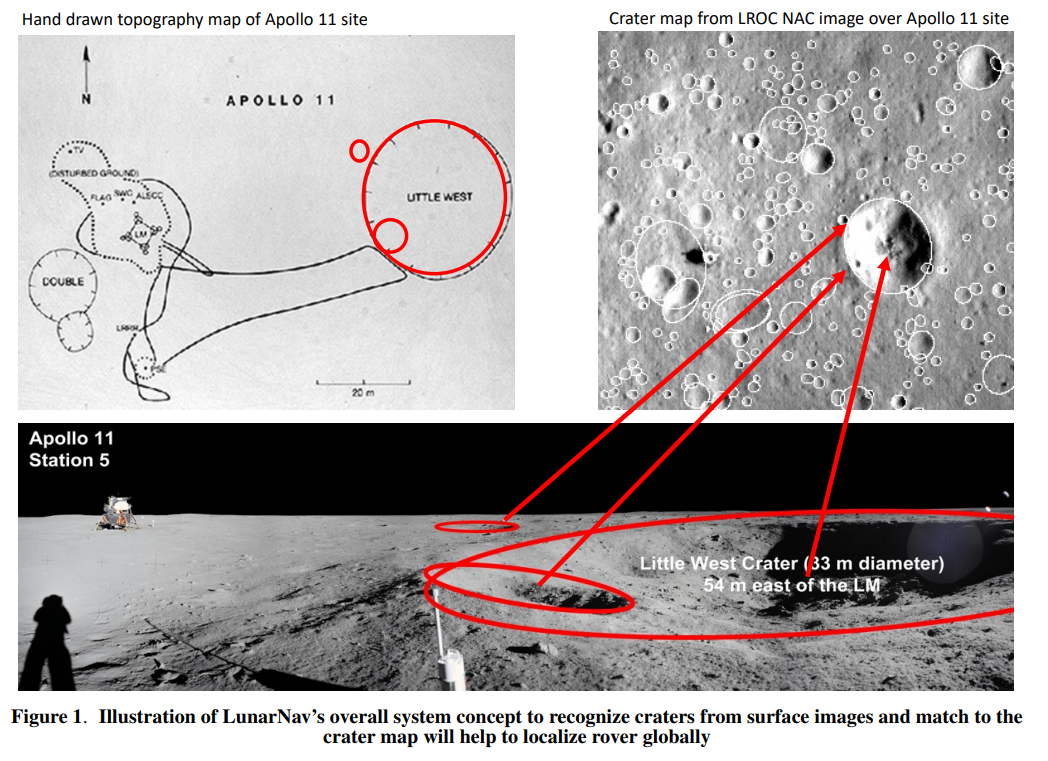 Hand drawn topography map of Apollo 11 site
Crater map from LROC NAC image over Apollo 11 site
N
APOLLO 11
TV
(DISTURBED GROUND)
FLAG SWC ALSCC
LM
LITTLE WEST
DOUBLE
LRRR
PSE
20 m
Apollo 11
Station 5
Little West Crater (33 m diameter)
54 m east of the LM
Figure 1. Illustration of LunarNav’s overall system concept to recognize craters from surface images and match to the
crater map will help to localize rover globally